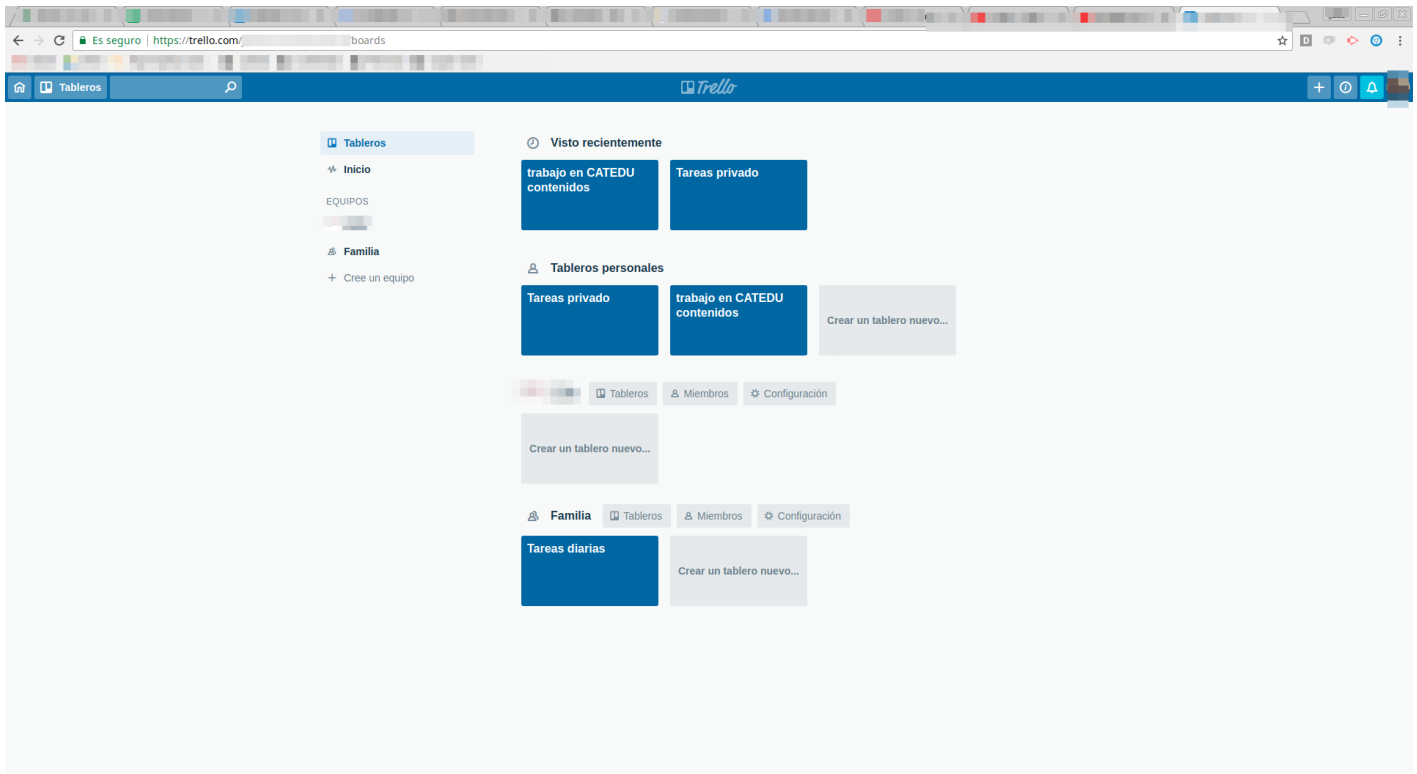 Es seguro https://trello.com/ boards
Tableros
Trello
Tableros
Inicio
EQUIPOS
Familia
+ Cree un equipo
Visto recientemente
trabajo en CATEDU
contenidos
Tareas privado
Tableros personales
Tareas privado
trabajo en CATEDU
contenidos
Crear un tablero nuevo...
Tableros Miembros Configuración
Crear un tablero nuevo...
Familia Tableros Miembros Configuración
Tareas diarias
Crear un tablero nuevo...